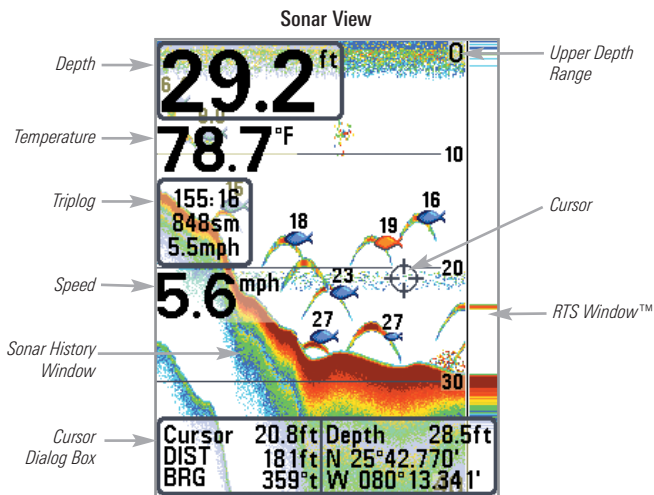 Sonar View
Depth
29.2 ft
0
Upper Depth
Range
Temperature
78.7 °F
10
Triplog
155:16
848sm
5.5mph
16
18
19
Cursor
20
Speed
5.6 mph
23
RTS Window™
27
27
Sonar History
Window
30
Cursor
Dialog Box
Cursor 20.8ft
DIST 181ft
BRG 359°t
Depth 28.5ft
N 25°42.770'
W 080°13.341'